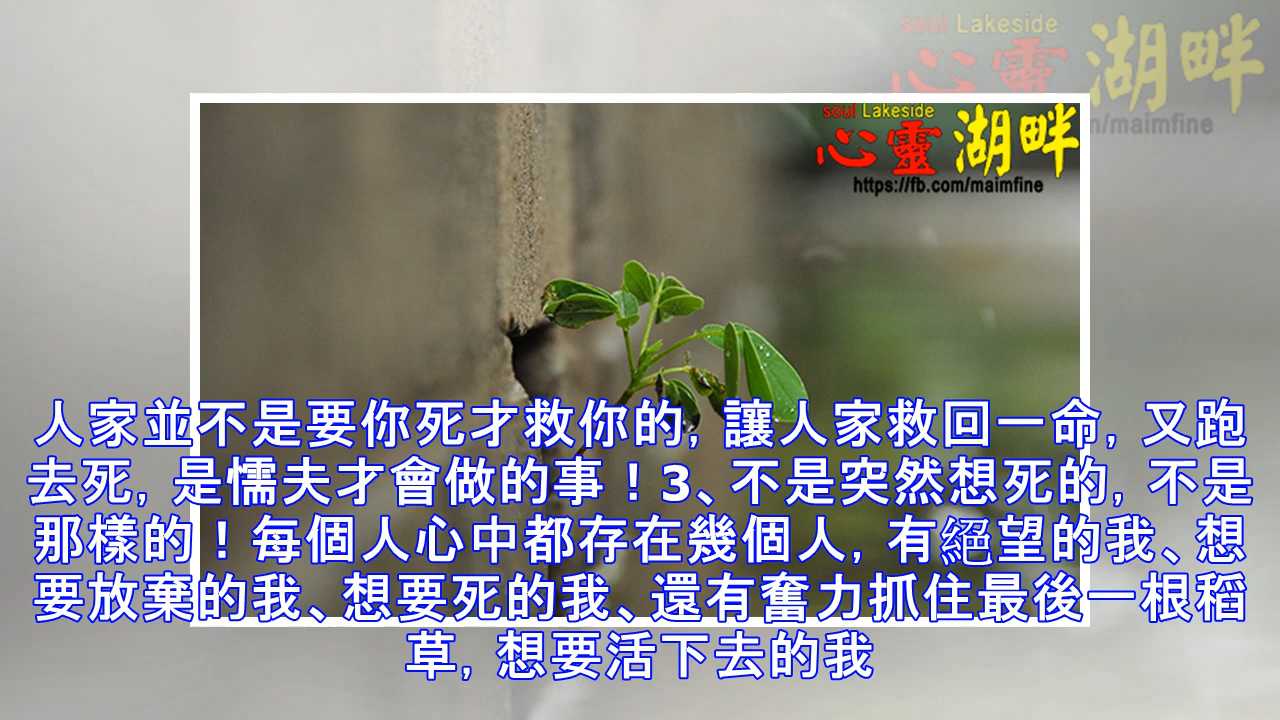 soul Lakeside
心靈湖畔
n/maimfine
soul Lakeside
心靈湖畔
https://fb.com/maimfine
人家並不是要你死才救你的, 讓人家救回一命, 又跑
去死, 是懦夫才會做的事！3、不是突然想死的, 不是
那樣的！每個人心中都存在幾個人, 有絕望的我、想
要放棄的我、想要死的我、還有奮力抓住最後一根稻
草, 想要活下去的我